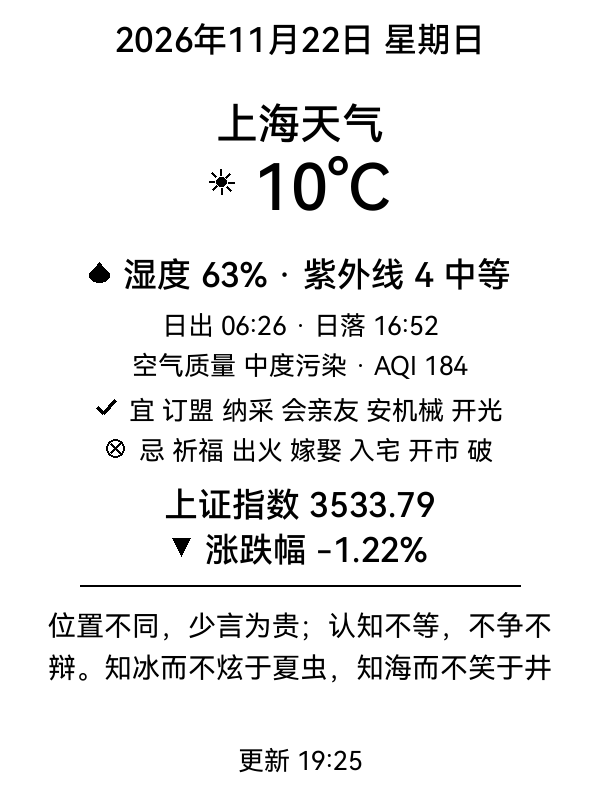 2026年11月22日 星期日
上海天气
10°C
湿度 63% · 紫外线 4 中等
日出 06:26 · 日落 16:52
空气质量 中度污染 · AQI 184
宜 订盟 纳采 会亲友 安机械 开光
忌 祈福 出火 嫁娶 入宅 开市 破
上证指数 3533.79
▼ 涨跌幅 -1.22%
位置不同，少言为贵；认知不等，不争不
辩。知冰而不炫于夏虫，知海而不笑于井
更新 19:25